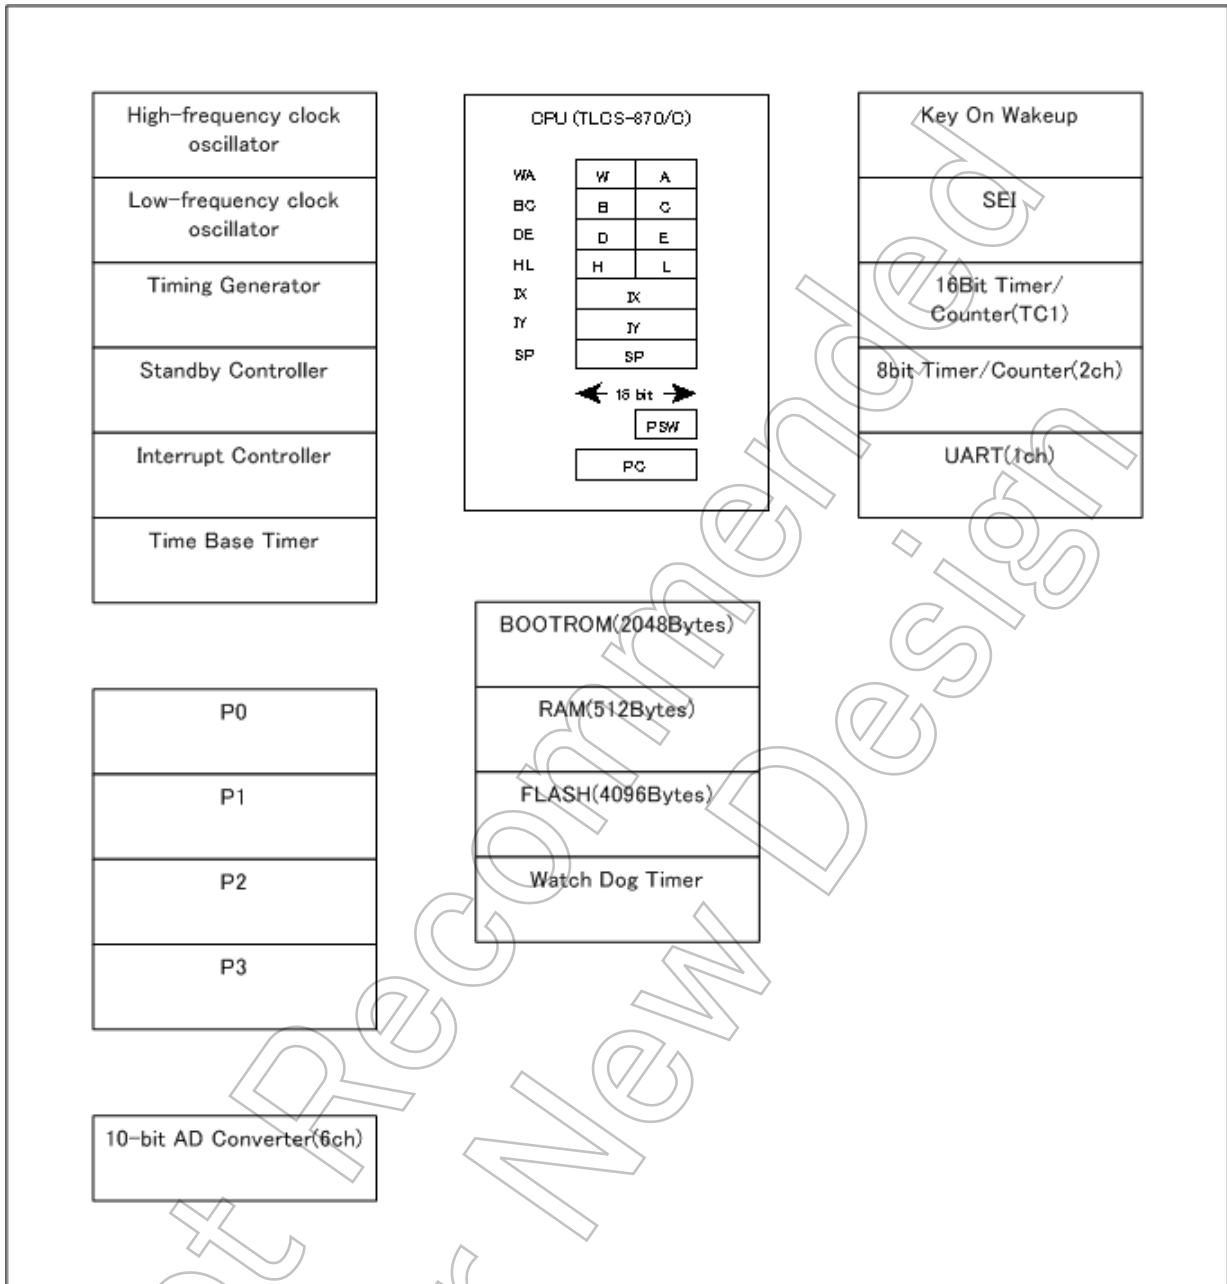 High-frequency clock
oscillator
Low-frequency clock
oscillator
Timing Generator
Standby Controller
Interrupt Controller
Time Base Timer
P0
P1
P2
P3
10-bit AD Converter(6ch)
CPU (TLCS-870/C)
WA W A
BC B C
DE D E
HL H L
IX IX
IY IY
SP SP
16 bit
PSW
PC
BOOTROM(2048Bytes)
RAM(512Bytes)
FLASH(4096Bytes)
Watch Dog Timer
Key On Wakeup
SEI
16Bit Timer/
Counter(TC1)
8bit Timer/Counter(2ch)
UART(1ch)
Recommended
New Design